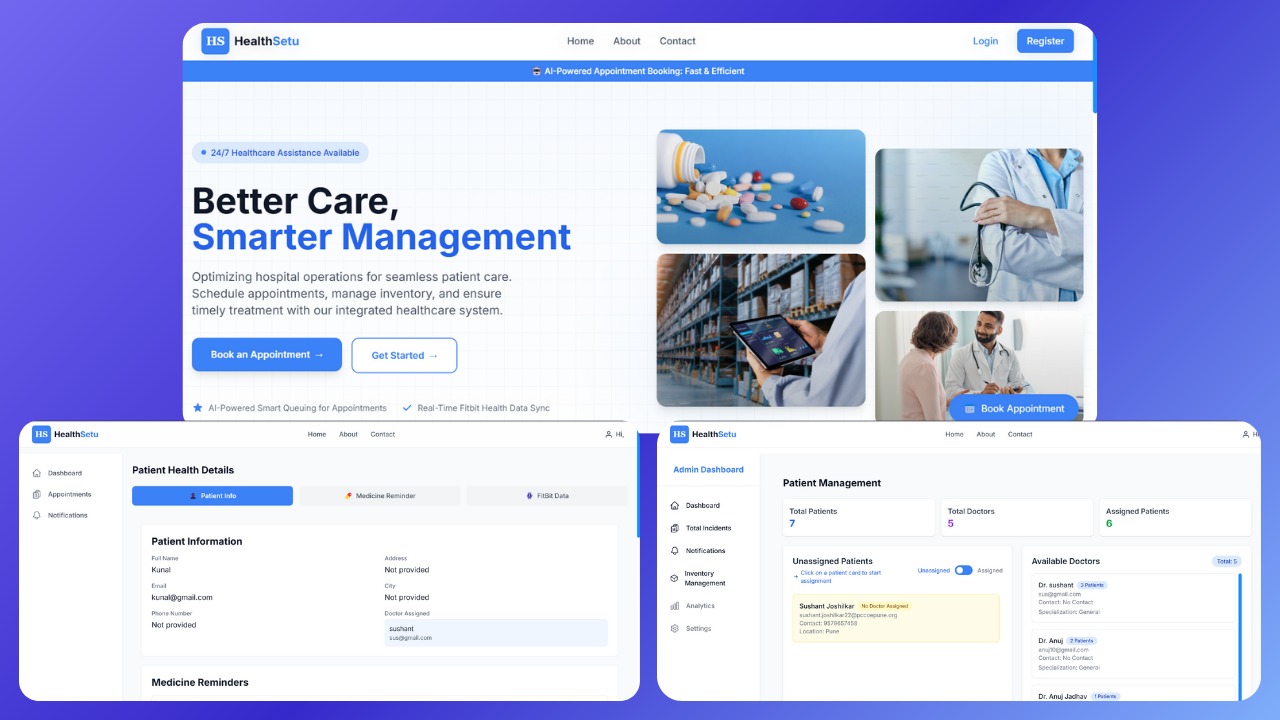 HS HealthSetu
Home About Contact
Login Register
AI-Powered Appointment Booking: Fast & Efficient
24/7 Healthcare Assistance Available
Better Care,
Smarter Management
Optimizing hospital operations for seamless patient care.
Schedule appointments, manage inventory, and ensure
timely treatment with our integrated healthcare system.
Book an Appointment →
Get Started →
AI-Powered Smart Queuing for Appointments
Real-Time Fitbit Health Data Sync
Book Appointment
HS HealthSetu
Home About Contact
Hi,
Dashboard
Appointments
Notifications
Patient Health Details
Patient Info
Medicine Reminder
FitBit Data
Patient Information
Full Name
Kunal
Email
kunal@gmail.com
Phone Number
Not provided
Address
Not provided
City
Not provided
Doctor Assigned
sushant
sus@gmail.com
Medicine Reminders
HS HealthSetu
Home About Contact
Hi
Admin Dashboard
Dashboard
Total Incidents
Notifications
Inventory
Management
Analytics
Settings
Patient Management
Total Patients
7
Total Doctors
5
Assigned Patients
6
Unassigned Patients
→ Click on a patient card to start
assignment
Unassigned Assigned
Sushant Joshilkar No Doctor Assigned
sushant.joshilkar22@pccoepune.org
Contact: 9579657458
Location: Pune
Available Doctors
Total: 5
Dr. sushant 3 Patients
sus@gmail.com
Contact: No Contact
Specialization: General
Dr. Anuj 2 Patients
anuj10@gmail.com
Contact: No Contact
Specialization: General
Dr. Anuj Jadhav 1 Patients